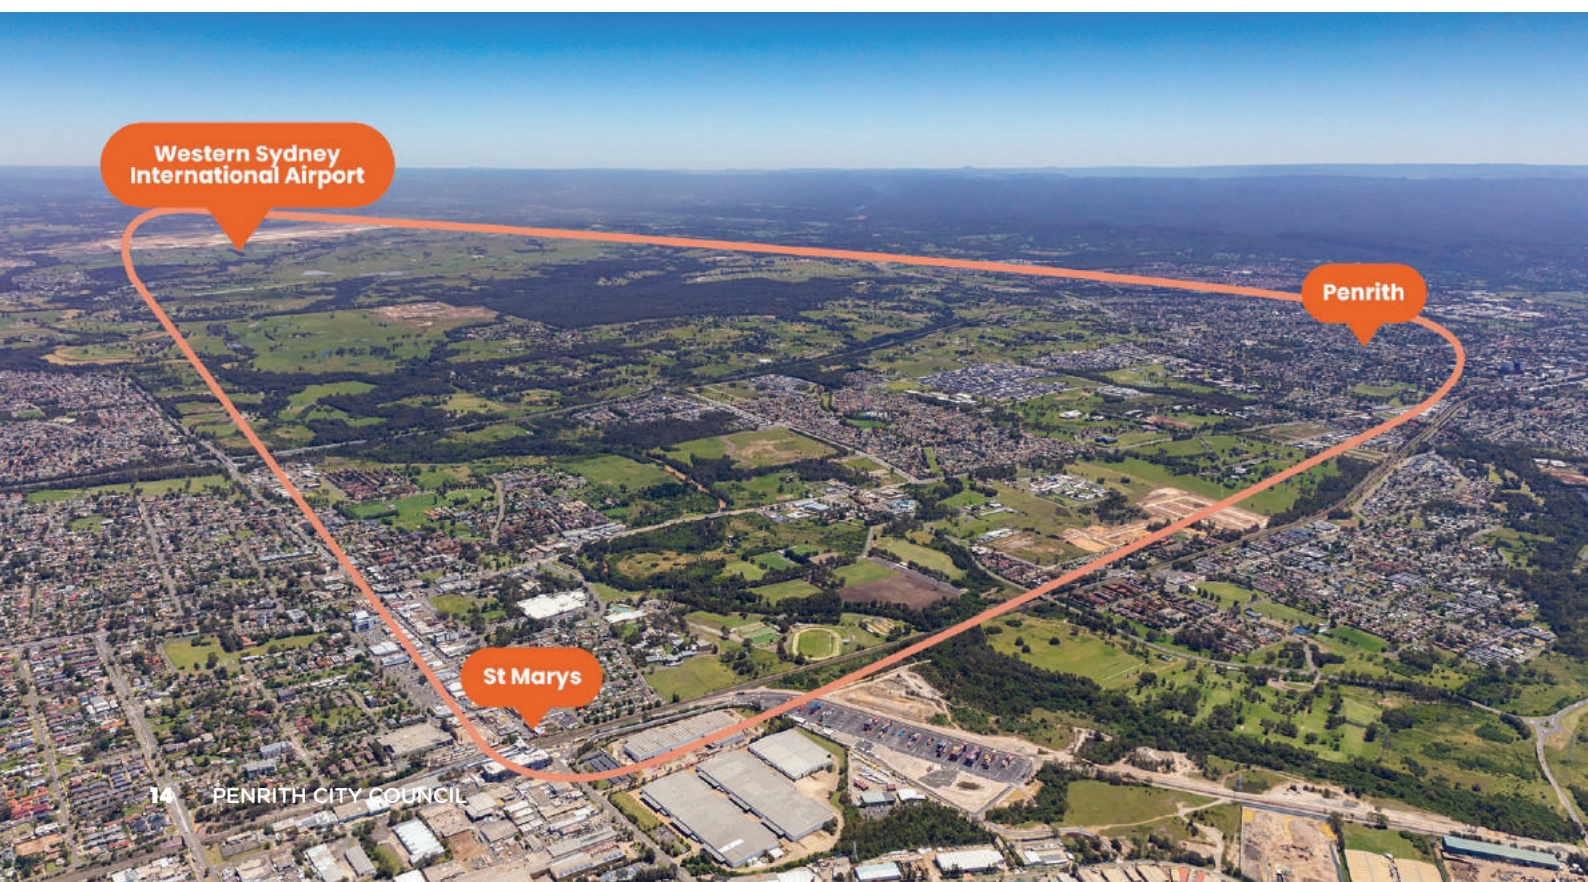 Western Sydney
International Airport
Penrith
St Marys
14 PENRITH CITY COUNCIL